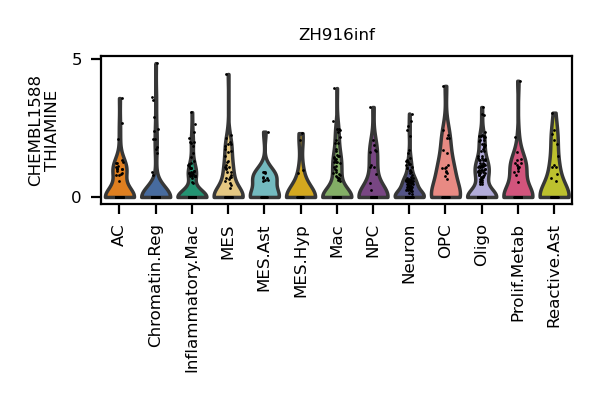 ZH916inf
CHEMBL1588
THIAMINE
5
0
AC
Chromatin.Reg
Inflammatory.Mac
MES
MES.Ast
MES.Hyp
Mac
NPC
Neuron
OPC
Oligo
Prolif.Metab
Reactive.Ast